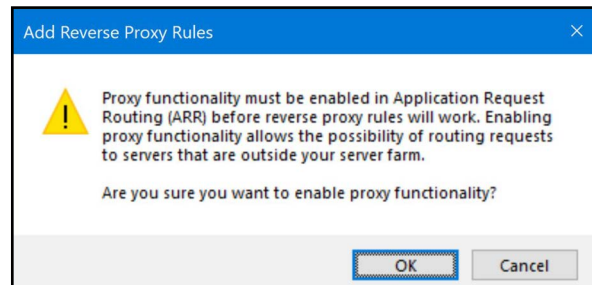 Add Reverse Proxy Rules
Proxy functionality must be enabled in Application Request
Routing (ARR) before reverse proxy rules will work. Enabling
proxy functionality allows the possibility of routing requests
to servers that are outside your server farm.
Are you sure you want to enable proxy functionality?
OK
Cancel